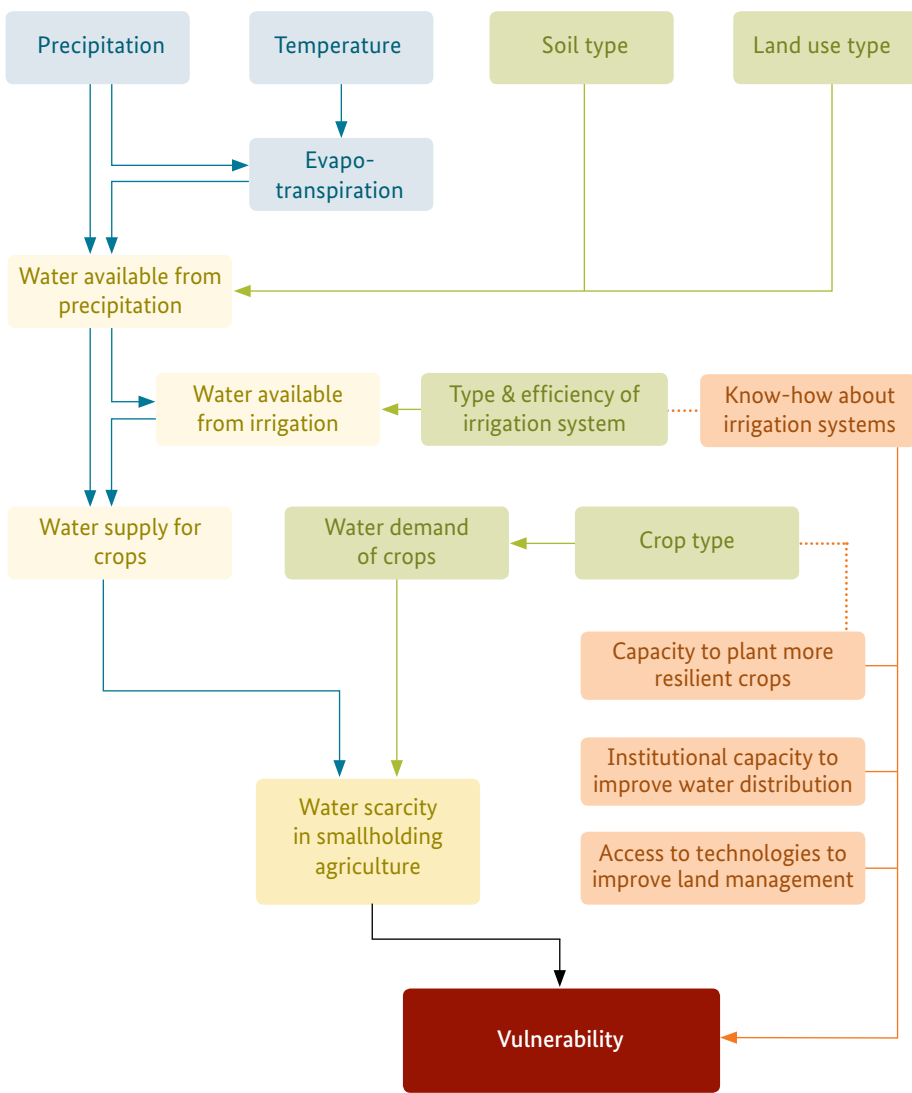 Precipitation
Temperature
Soil type
Land use type
Evapo-
transpiration
Water available from
precipitation
Water available
from irrigation
Type & efficiency of
irrigation system
Know-how about
irrigation systems
Water supply for
crops
Water demand
of crops
Crop type
Capacity to plant more
resilient crops
Institutional capacity to
improve water distribution
Water scarcity
in smallholding
agriculture
Access to technologies to
improve land management
Vulnerability